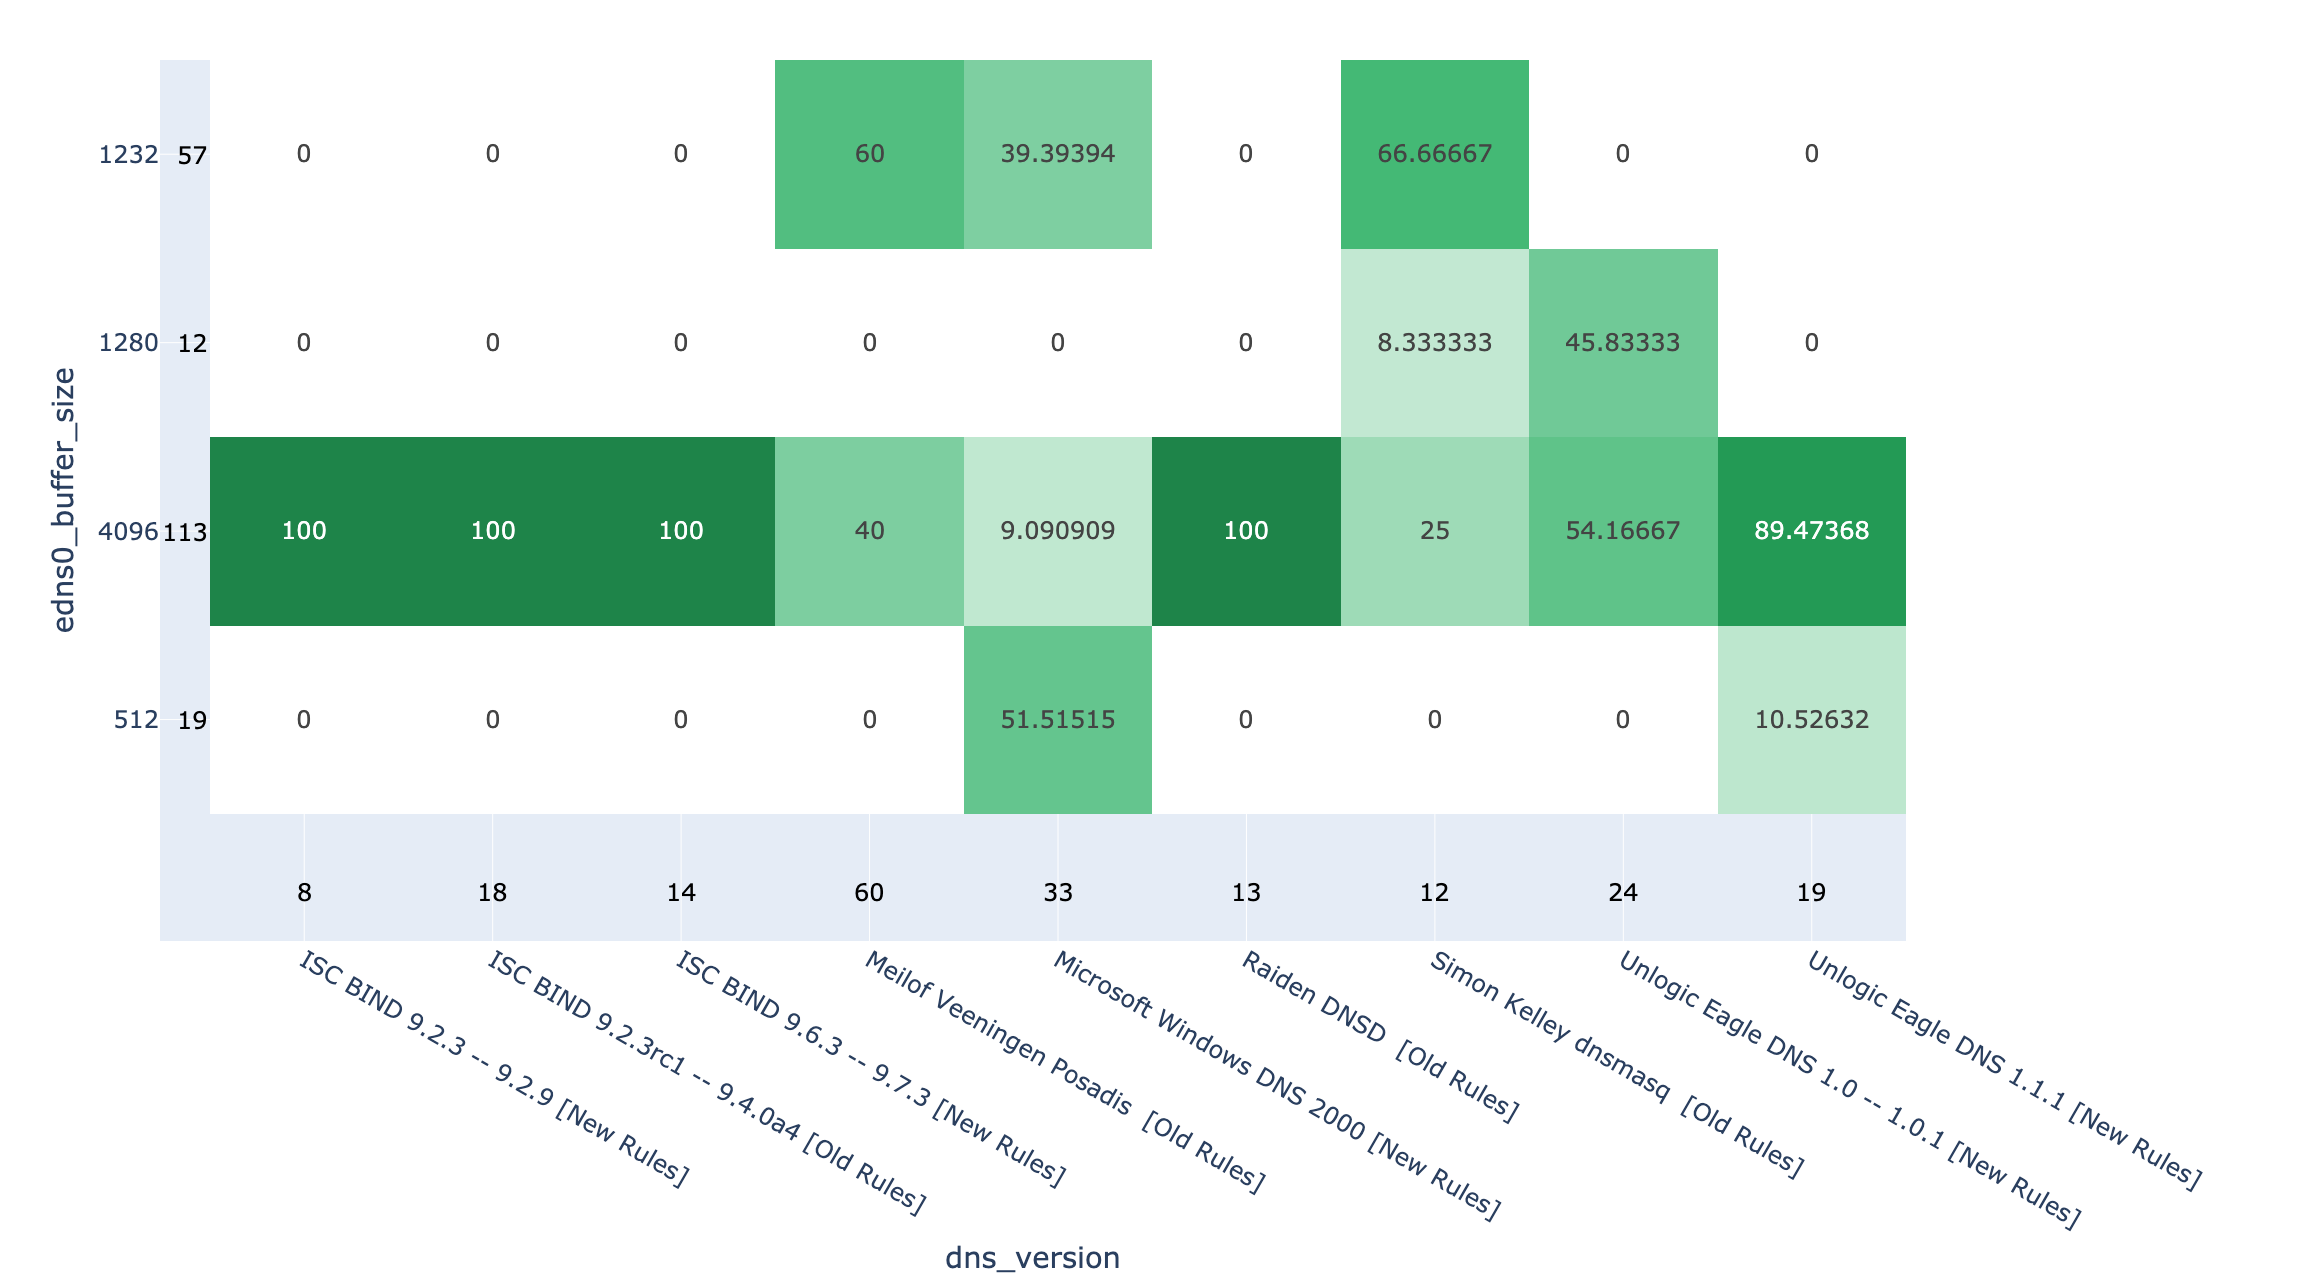 1232 57 0 0 0 60 39.39394 0 66.66667 0 0
1280 12 0 0 0 0 0 0 8.333333 45.83333 0
edns0_buffer_size
4096 113 100 100 100 40 9.090909 100 25 54.16667 89.47368
512 19 0 0 0 0 51.51515 0 0 0 10.52632
8 18 14 60 33 13 12 24 19
ISC BIND 9.2.3 -- 9.2.9 [New Rules]
ISC BIND 9.2.3rc1 -- 9.4.0a4 [Old Rules]
ISC BIND 9.6.3 -- 9.7.3 [New Rules]
Meilof Veeningen Posadis  [Old Rules]
Microsoft Windows DNS 2000 [New Rules]
Raiden DNSD  [Old Rules]
Simon Kelley dnsmasq  [Old Rules]
Unlogic Eagle DNS 1.0 -- 1.0.1 [New Rules]
Unlogic Eagle DNS 1.1.1 [New Rules]
dns_version